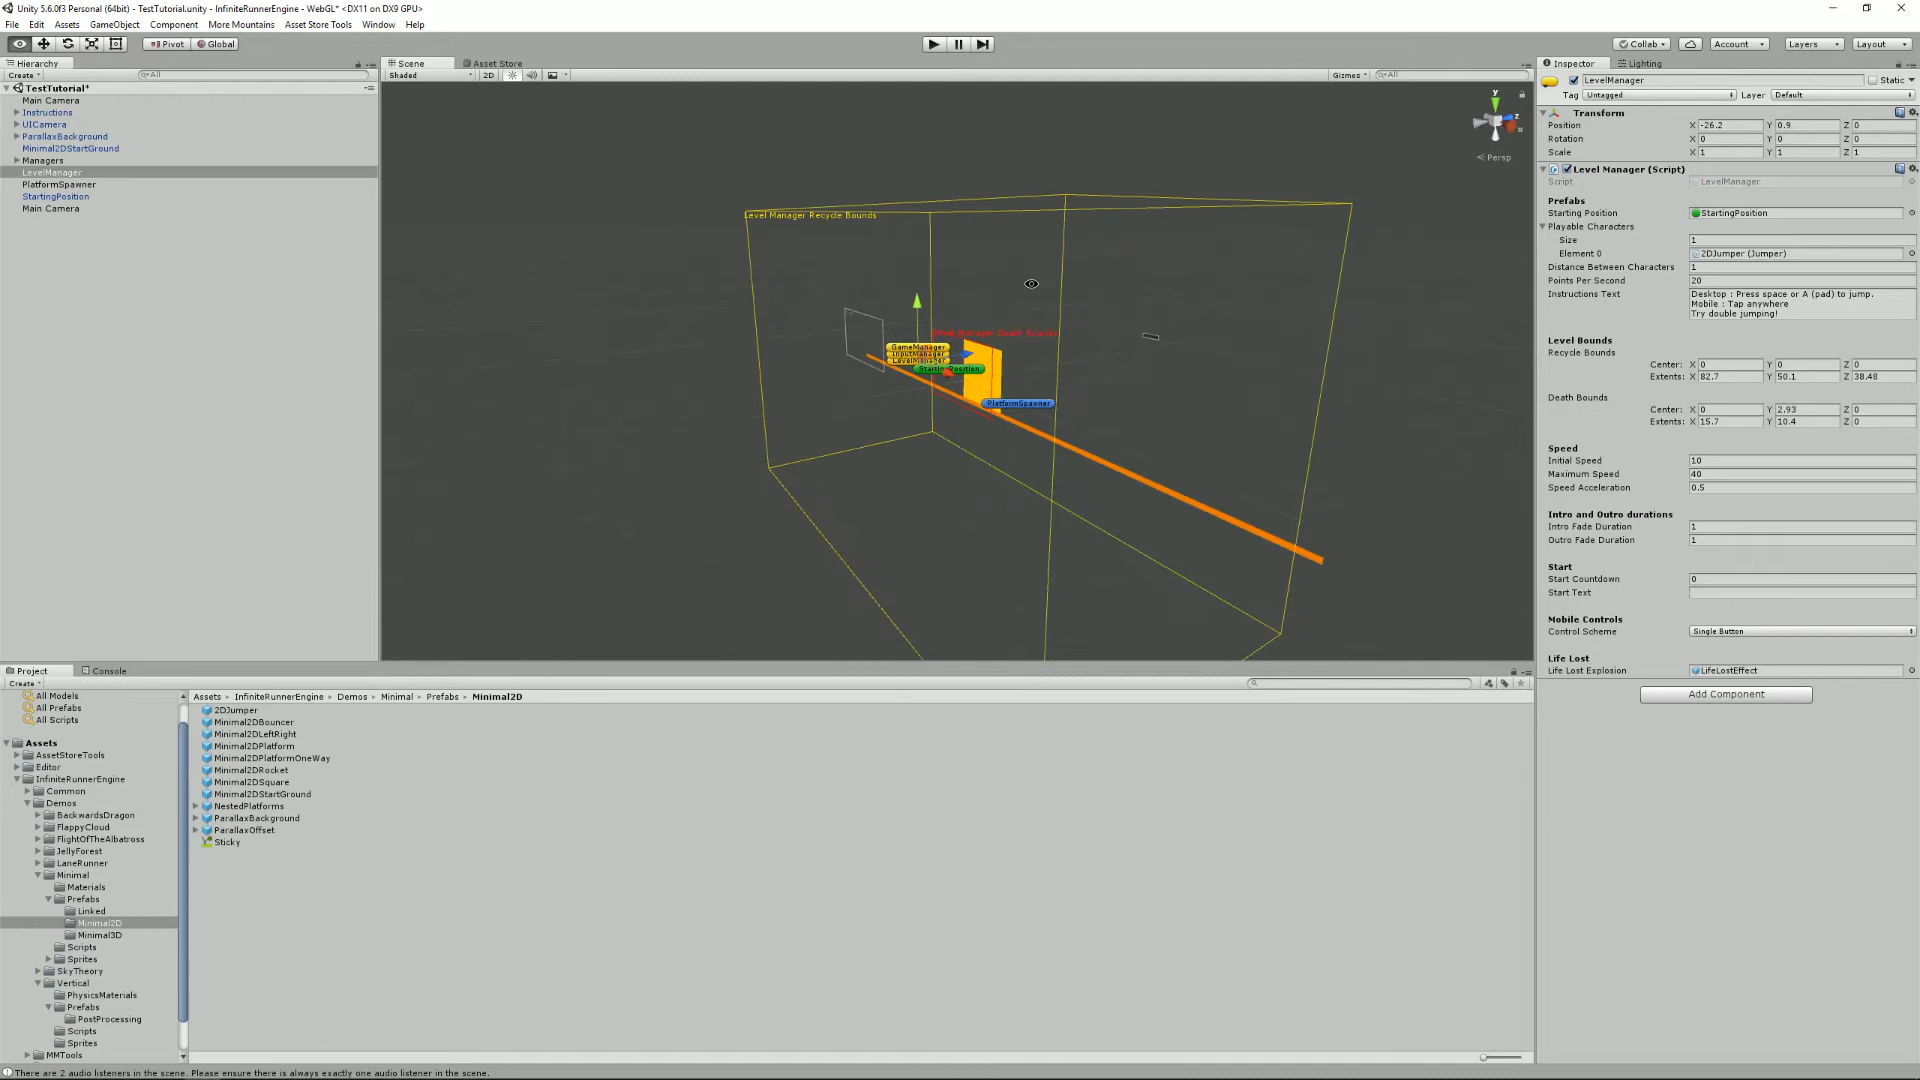 Unity 5.6.0f3 Personal (64bit) - TestTutorial.unity - InfiniteRunnerEngine - WebGL* <DX11 on DX9 GPU>
File Edit Assets GameObject Component More Mountains Asset Store Tools Window Help
Pivot Global Collab Account Layers Layout
Hierarchy
Create All
TestTutorial*
Main Camera
Instructions
UICamera
ParallaxBackground
Minimal2DStartGround
Managers
LevelManager
PlatformSpawner
StartingPosition
Main Camera
Scene Asset Store
Shaded 2D Gizmos All
Level Manager Recycle Bounds
Level Manager Death Bounds
GameManager
InputManager
LevelManager
StartingPosition
PlatformSpawner
y
z
x
Persp
Inspector Lighting
LevelManager Static
Tag Untagged Layer Default
Transform
Position X -26.2 Y 0.9 Z 0
Rotation X 0 Y 0 Z 0
Scale X 1 Y 1 Z 1
Level Manager (Script)
Script LevelManager
Prefabs
Starting Position StartingPosition
Playable Characters
Size 1
Element 0 2DJumper (Jumper)
Distance Between Characters 1
Points Per Second 20
Instructions Text Desktop : Press space or A (pad) to jump.
Mobile : Tap anywhere
Try double jumping!
Level Bounds
Recycle Bounds
Center: X 0 Y 0 Z 0
Extents: X 82.7 Y 50.1 Z 38.48
Death Bounds
Center: X 0 Y 2.93 Z 0
Extents: X 15.7 Y 10.4 Z 0
Speed
Initial Speed 10
Maximum Speed 40
Speed Acceleration 0.5
Intro and Outro durations
Intro Fade Duration 1
Outro Fade Duration 1
Start
Start Countdown 0
Start Text
Mobile Controls
Control Scheme Single Button
Life Lost
Life Lost Explosion LifeLostEffect
Add Component
Project Console
Create
All Models
All Prefabs
All Scripts
Assets
AssetStoreTools
Editor
InfiniteRunnerEngine
Common
Demos
BackwardsDragon
FlappyCloud
FlightOfTheAlbatross
JellyForest
LaneRunner
Minimal
Materials
Prefabs
Linked
Minimal2D
Minimal3D
Scripts
Sprites
SkyTheory
Vertical
PhysicsMaterials
Prefabs
PostProcessing
Scripts
Sprites
MMTools
Assets InfiniteRunnerEngine Demos Minimal Prefabs Minimal2D
2DJumper
Minimal2DBouncer
Minimal2DLeftRight
Minimal2DPlatform
Minimal2DPlatformOneWay
Minimal2DRocket
Minimal2DSquare
Minimal2DStartGround
NestedPlatforms
ParallaxBackground
ParallaxOffset
Sticky
There are 2 audio listeners in the scene. Please ensure there is always exactly one audio listener in the scene.